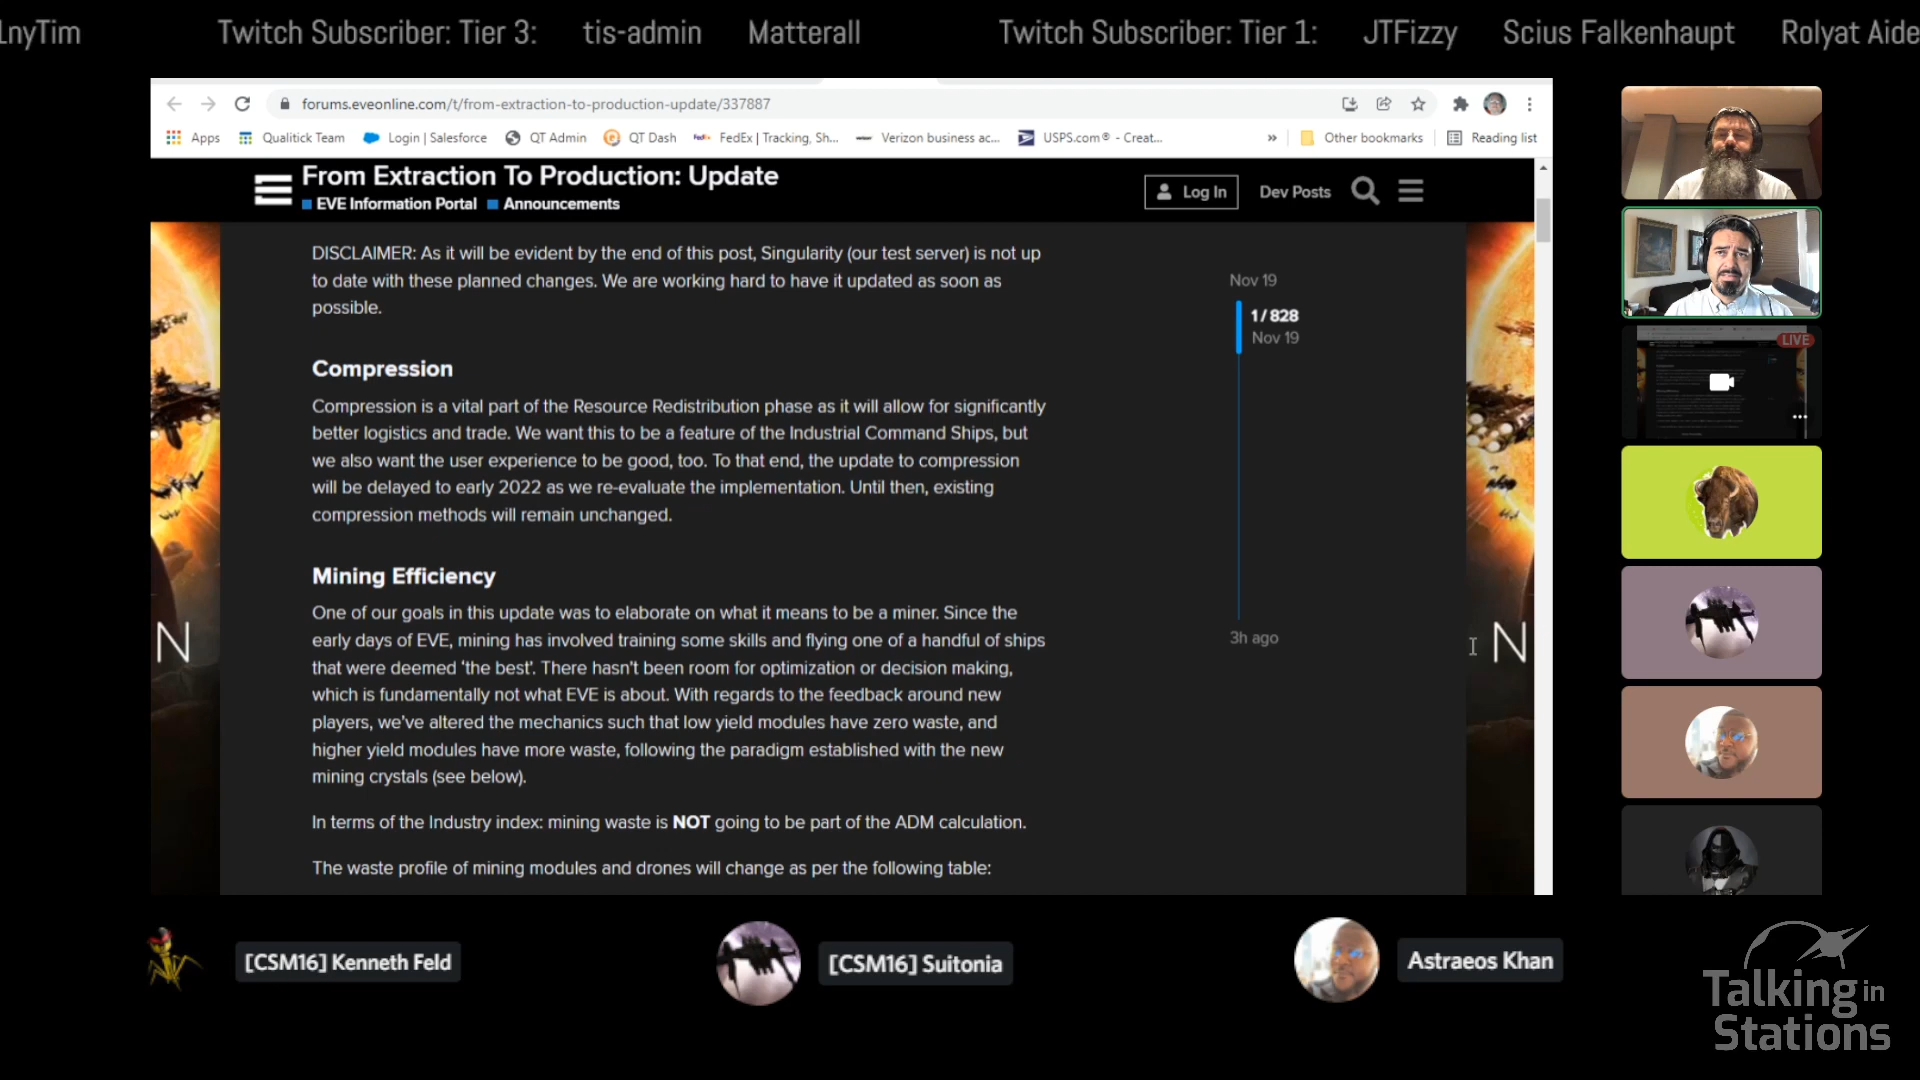 LnyTim Twitch Subscriber: Tier 3: tis-admin Matterall Twitch Subscriber: Tier 1: JTFizzy Scius Falkenhaupt Rolyat Aide
forums.eveonline.com/t/from-extraction-to-production-update/337887
Apps Qualitick Team Login | Salesforce QT Admin QT Dash FedEx | Tracking, Sh... Verizon business ac... USPS.com® - Creat... » Other bookmarks Reading list
From Extraction To Production: Update
EVE Information Portal Announcements
Log In Dev Posts
DISCLAIMER: As it will be evident by the end of this post, Singularity (our test server) is not up
to date with these planned changes. We are working hard to have it updated as soon as
possible.
Nov 19
1 / 828
Nov 19
3h ago
Compression
Compression is a vital part of the Resource Redistribution phase as it will allow for significantly
better logistics and trade. We want this to be a feature of the Industrial Command Ships, but
we also want the user experience to be good, too. To that end, the update to compression
will be delayed to early 2022 as we re-evaluate the implementation. Until then, existing
compression methods will remain unchanged.
Mining Efficiency
One of our goals in this update was to elaborate on what it means to be a miner. Since the
early days of EVE, mining has involved training some skills and flying one of a handful of ships
that were deemed 'the best'. There hasn't been room for optimization or decision making,
which is fundamentally not what EVE is about. With regards to the feedback around new
players, we've altered the mechanics such that low yield modules have zero waste, and
higher yield modules have more waste, following the paradigm established with the new
mining crystals (see below).
In terms of the Industry index: mining waste is NOT going to be part of the ADM calculation.
The waste profile of mining modules and drones will change as per the following table:
N
N
LIVE
[CSM16] Kenneth Feld
[CSM16] Suitonia
Astraeos Khan
Talking in
Stations